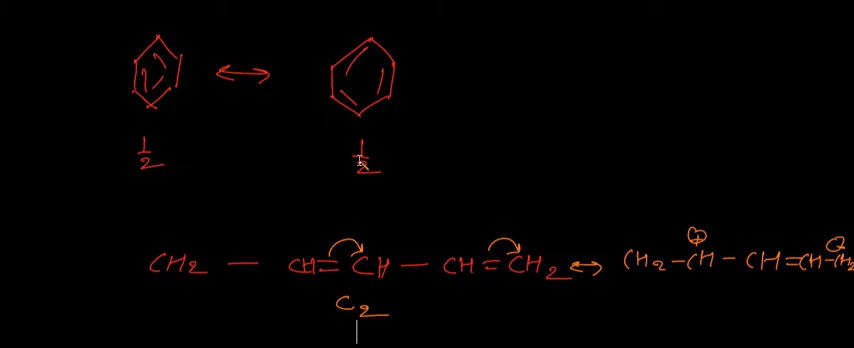 1/2 1/2
CH2 — CH=CH — CH=CH2 ↔ CH2 – CH – CH=CH–CH2
C2